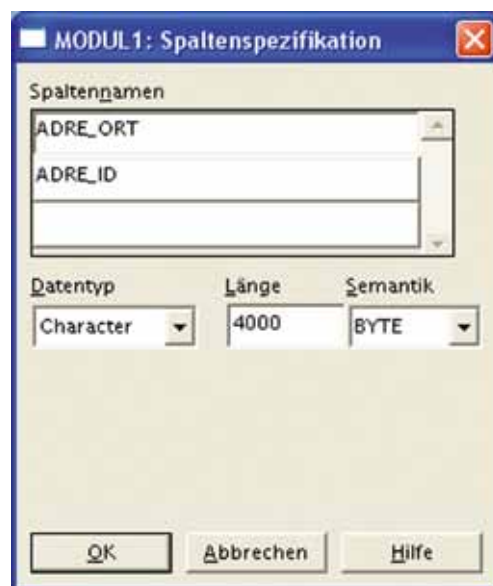 MODUL1: Spaltenspezifikation
Spaltennamen
ADRE_ORT
ADRE_ID
Datentyp Länge Semantik
Character 4000 BYTE
OK Abbrechen Hilfe